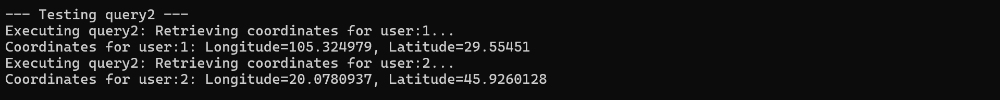 --- Testing query2 ---
Executing query2: Retrieving coordinates for user:1...
Coordinates for user:1: Longitude=105.324979, Latitude=29.55451
Executing query2: Retrieving coordinates for user:2...
Coordinates for user:2: Longitude=20.0780937, Latitude=45.9260128